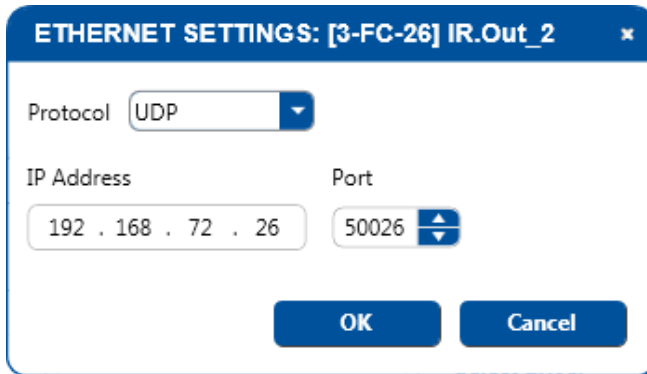 ETHERNET SETTINGS: [3-FC-26] IR.Out_2
Protocol UDP
IP Address Port
192 . 168 . 72 . 26 50026
OK Cancel